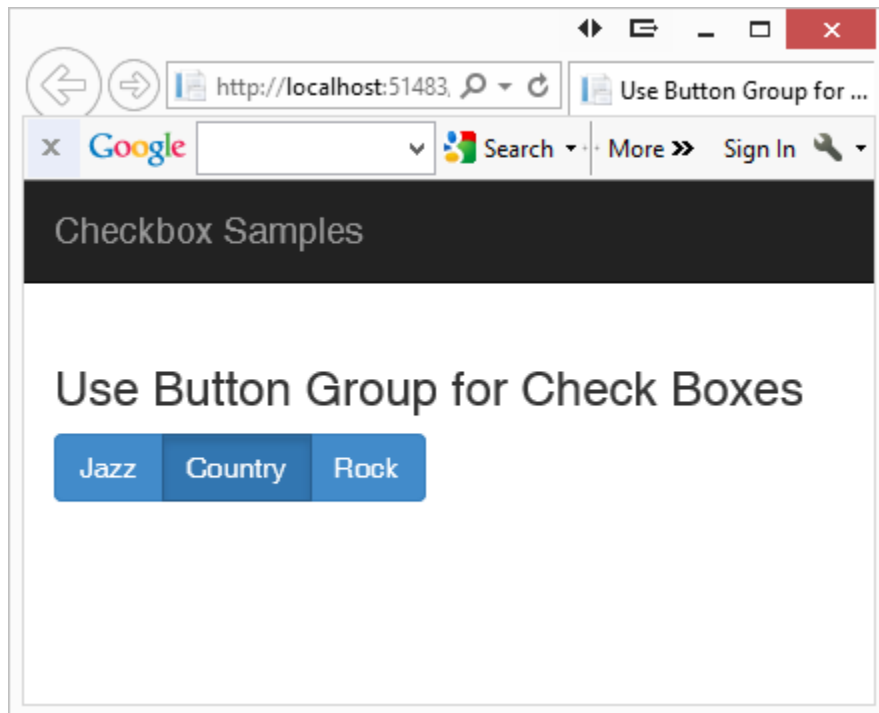 http://localhost:51483, Use Button Group for ...
x Google Search More » Sign In
Checkbox Samples
Use Button Group for Check Boxes
Jazz Country Rock